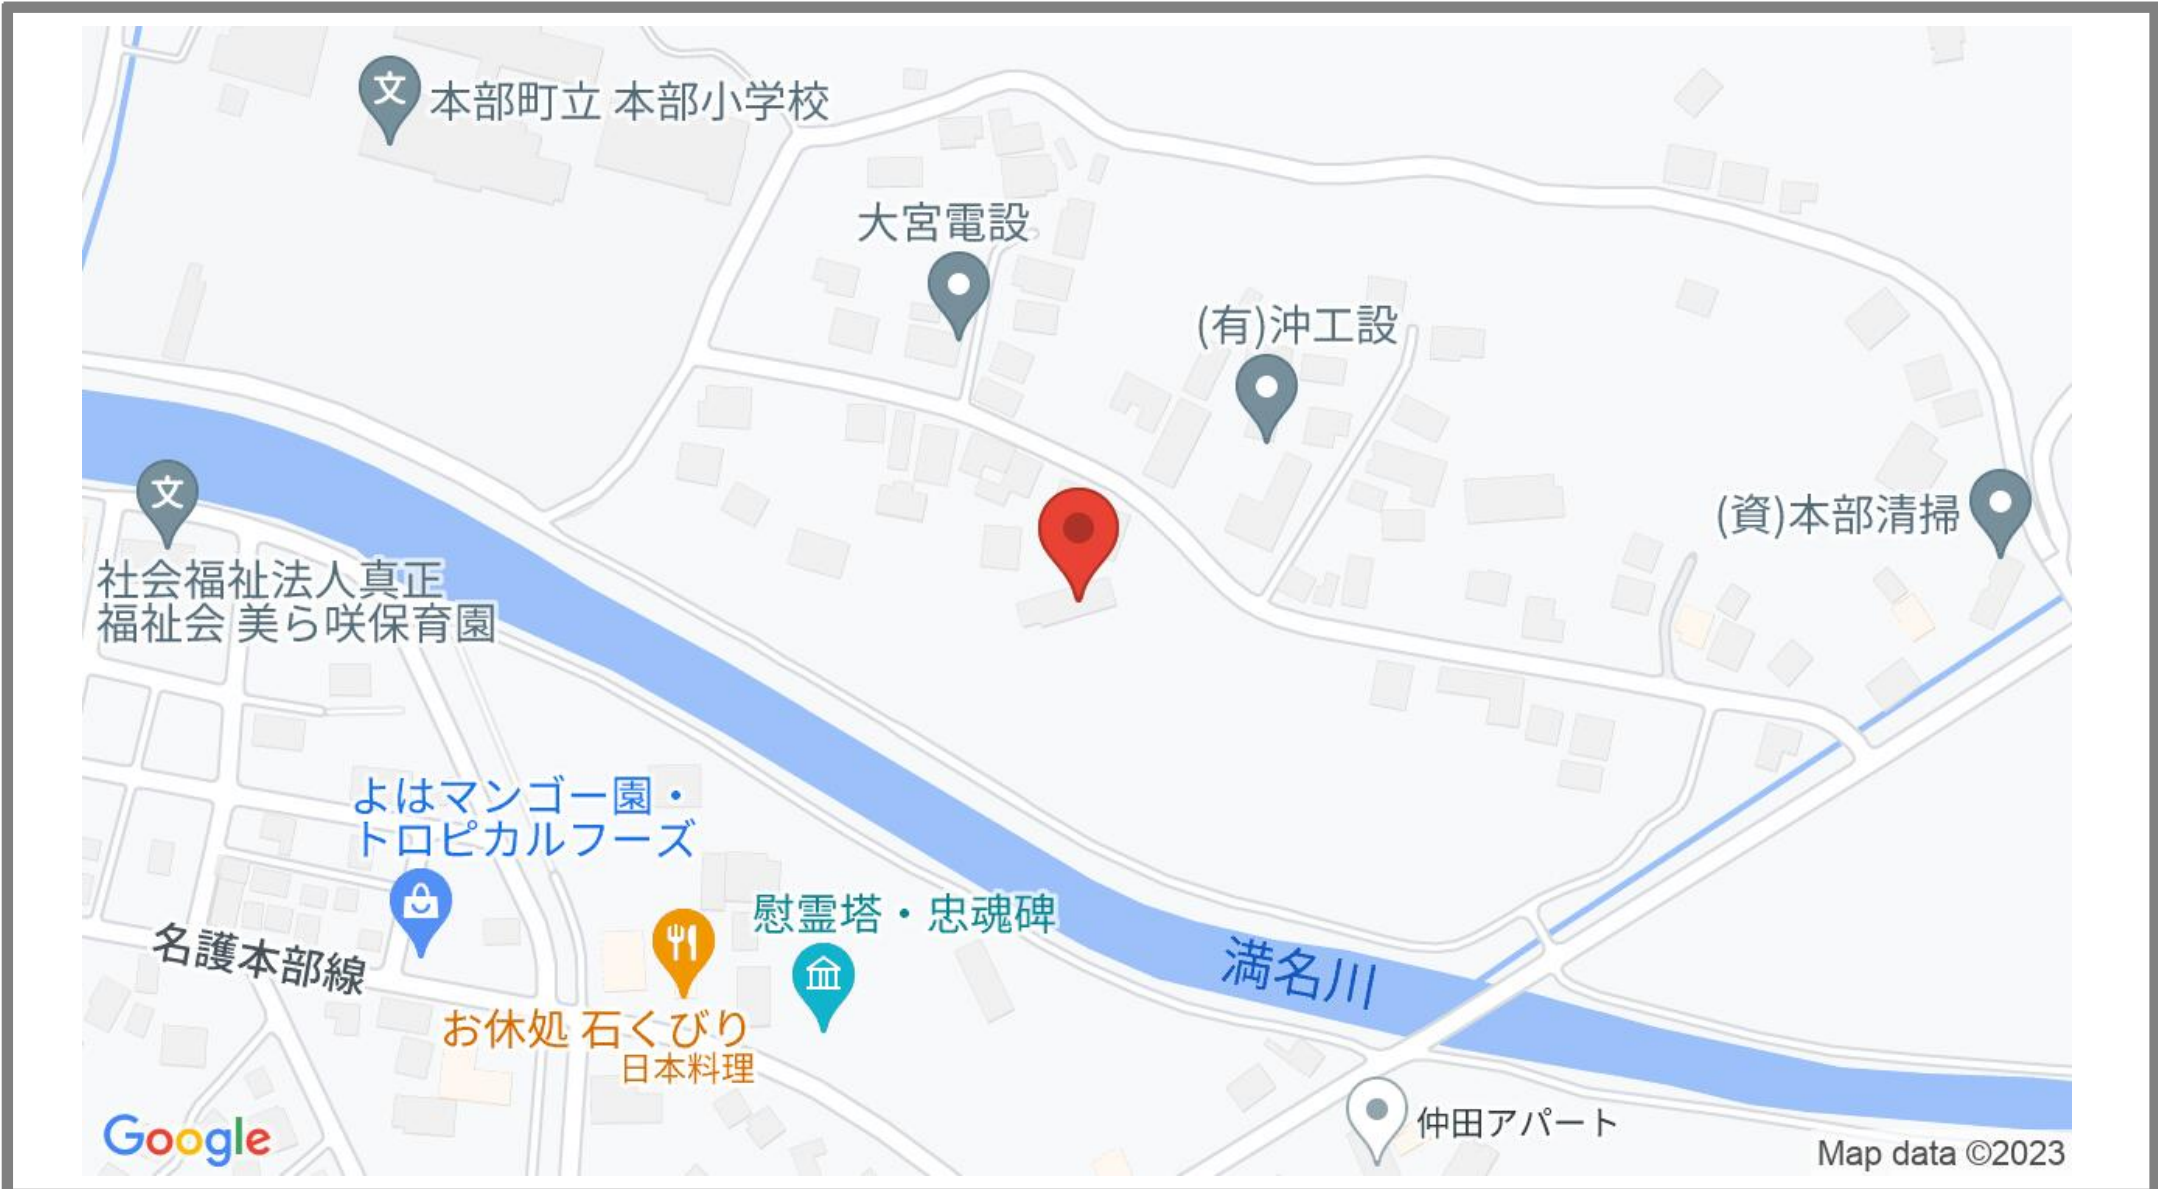 文
本部町立 本部小学校
大宮電設
(有)沖工設
文
(資)本部清掃
社会福祉法人真正
福祉会 美ら咲保育園
よはマンゴー園・
トロピカルフーズ
慰霊塔・忠魂碑
名護本部線
満名川
お休処 石くびり
日本料理
仲田アパート
Google
Map data ©2023